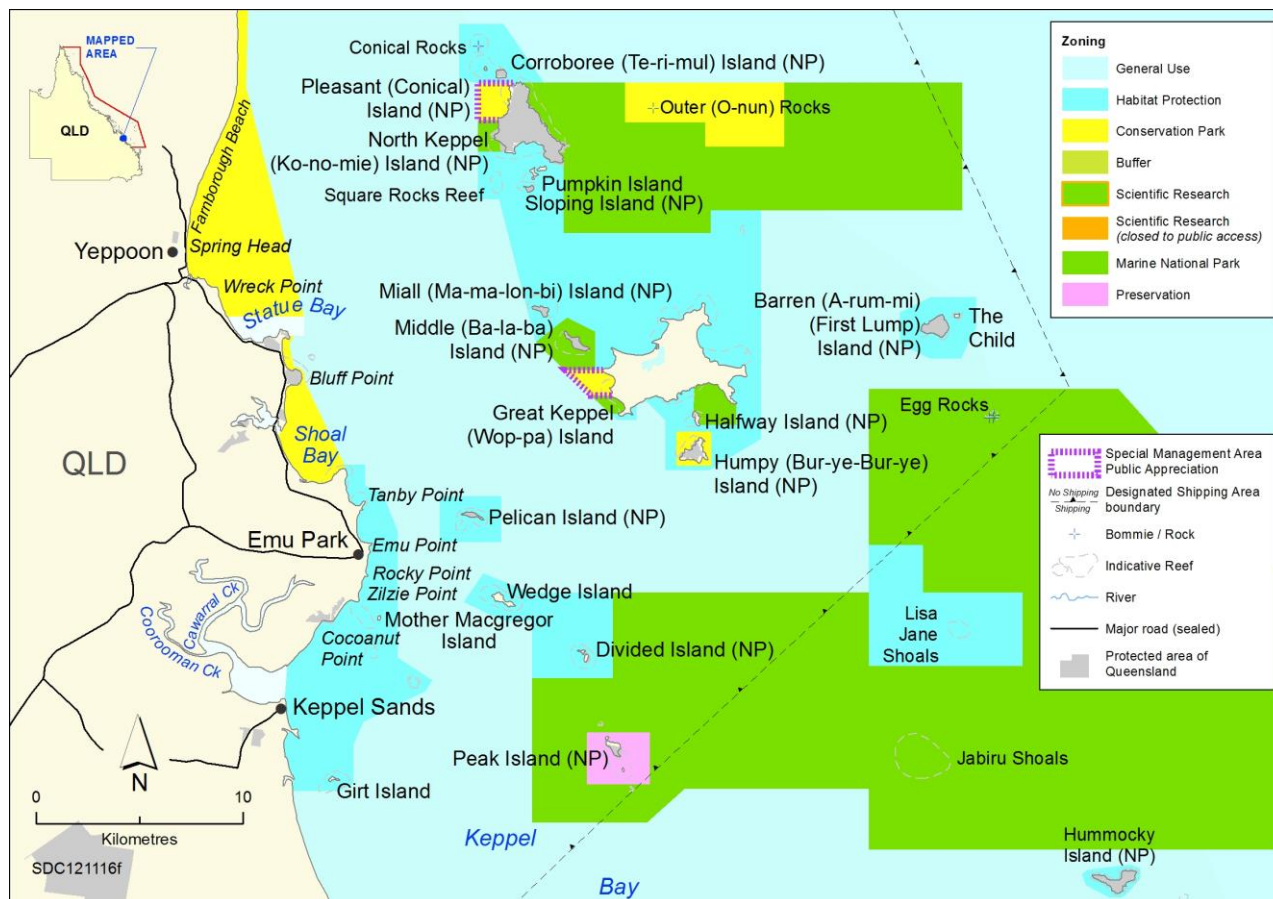 MAPPED
AREA
QLD
Conical Rocks
Corroboree (Te-ri-mul) Island (NP)
Pleasant (Conical)
Island (NP)
Outer (O-nun) Rocks
North Keppel
(Ko-no-mie) Island (NP)
Square Rocks Reef
Pumpkin Island
Sloping Island (NP)
Farnborough Beach
Yeppoon
Spring Head
Wreck Point
Statue Bay
Bluff Point
Miall (Ma-ma-lon-bi) Island (NP)
Middle (Ba-la-ba)
Island (NP)
Barren (A-rum-mi)
(First Lump)
Island (NP)
The
Child
Great Keppel
(Wop-pa) Island
Halfway Island (NP)
Humpy (Bur-ye-Bur-ye)
Island (NP)
Egg Rocks
QLD
Shoal
Bay
Tanby Point
Pelican Island (NP)
Emu Park
Emu Point
Rocky Point
Zilzie Point
Wedge Island
Mother Macgregor
Island
Cocoanut
Point
Cawarral Ck
Coorooman Ck
Divided Island (NP)
Lisa
Jane
Shoals
Keppel Sands
Peak Island (NP)
Jabiru Shoals
Girt Island
Keppel
Bay
Hummocky
Island (NP)
N
0 10
Kilometres
SDC121116f
Zoning
General Use
Habitat Protection
Conservation Park
Buffer
Scientific Research
Scientific Research
(closed to public access)
Marine National Park
Preservation
Special Management Area
Public Appreciation
No Shipping
Shipping
Designated Shipping Area
boundary
Bommie / Rock
Indicative Reef
River
Major road (sealed)
Protected area of
Queensland